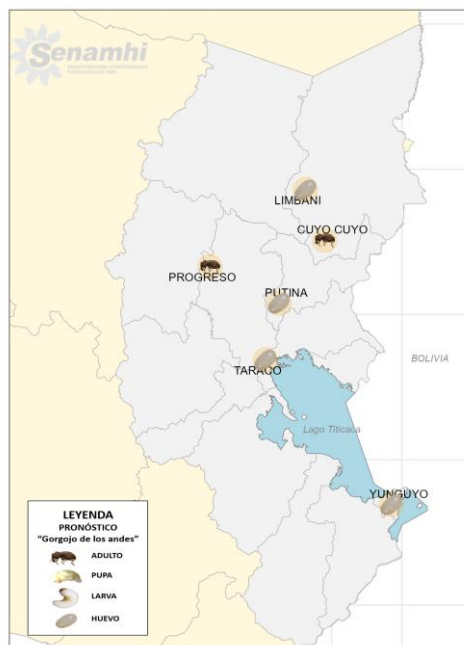 Senamhi
LIMBANI
CUYO CUYO
PROGRESO
PUTINA
TARACO
BOLIVIA
Lago Titicaca
YUNGUYO
LEYENDA
PRONÓSTICO
"Gorgojo de los andes"
ADULTO
PUPA
LARVA
HUEVO